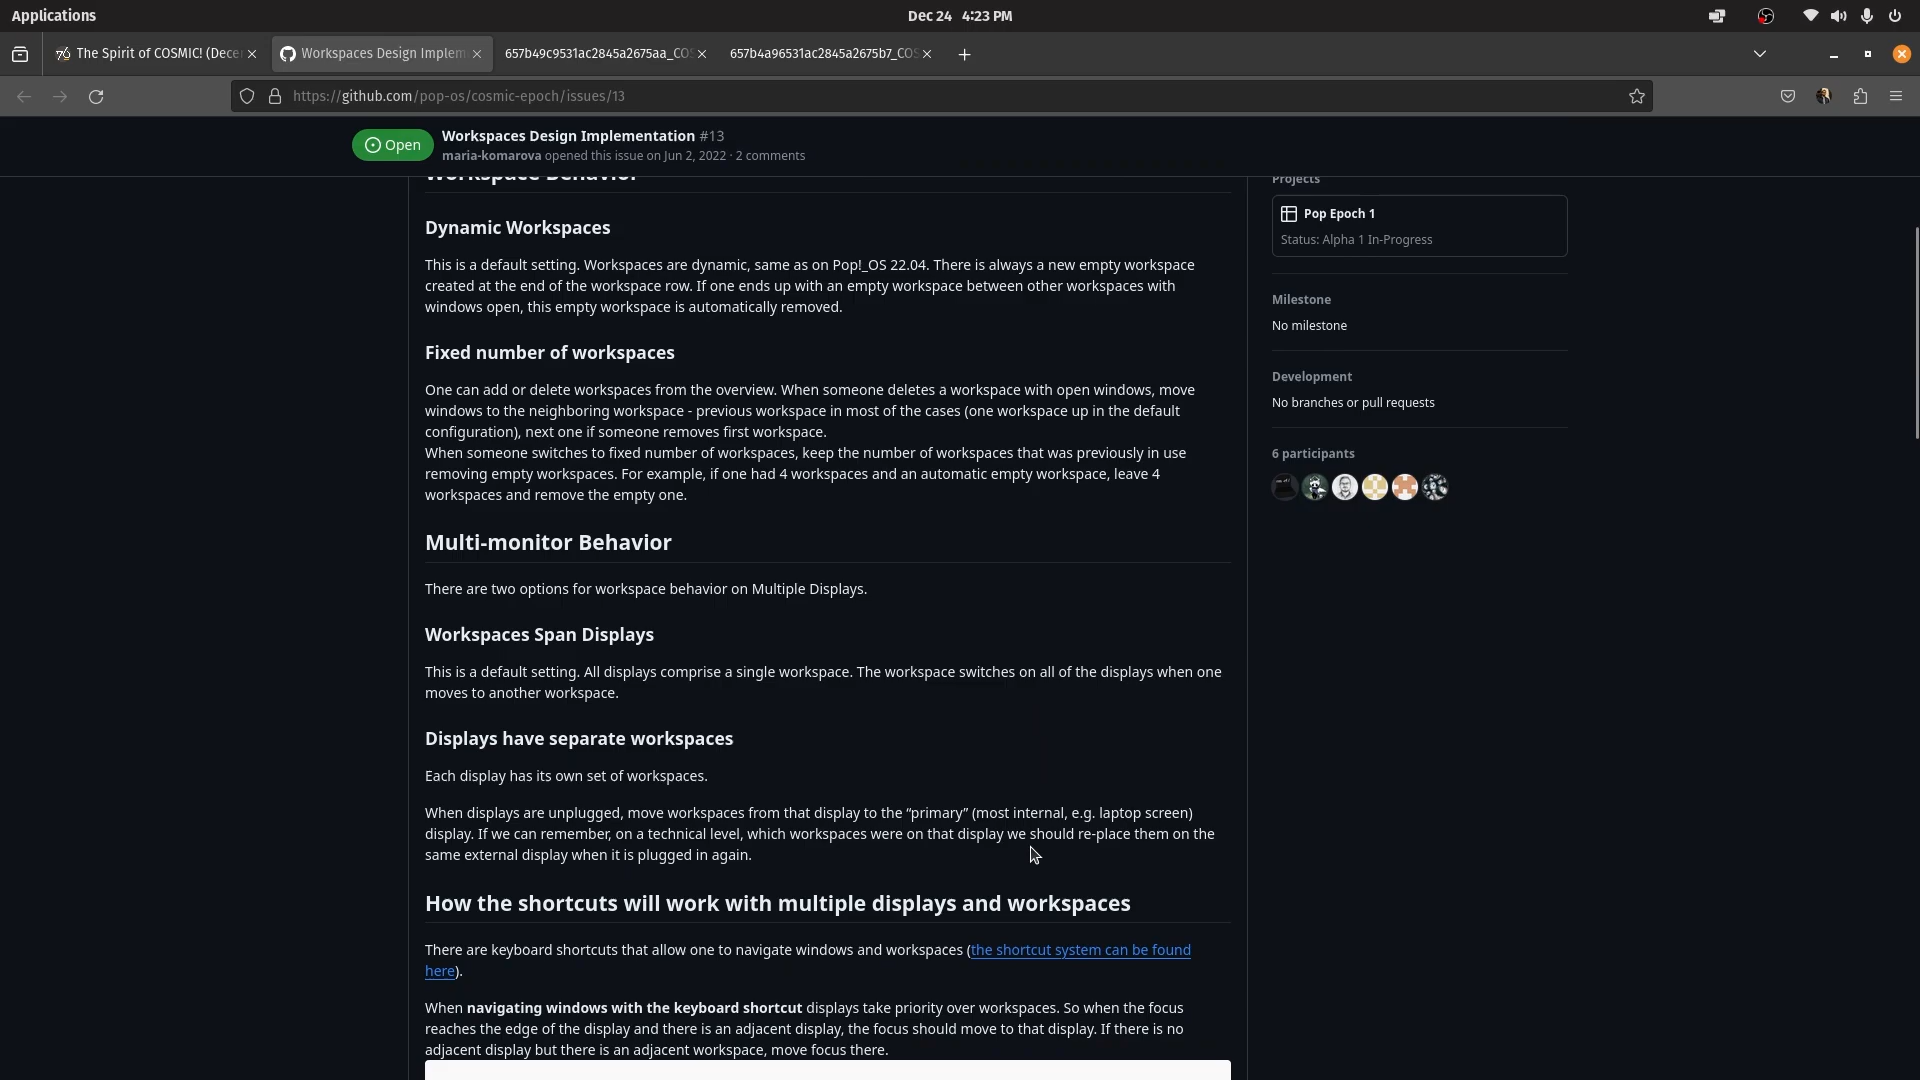 Applications
Dec 24 4:23 PM
The Spirit of COSMIC! (Dece
Workspaces Design Implem
657b49c9531ac2845a2675aa_COS
657b4a96531ac2845a2675b7_COS
https://github.com/pop-os/cosmic-epoch/issues/13
Open
Workspaces Design Implementation #13
maria-komarova opened this issue on Jun 2, 2022 · 2 comments
Workspace Behavior
Dynamic Workspaces
This is a default setting. Workspaces are dynamic, same as on Pop!_OS 22.04. There is always a new empty workspace
created at the end of the workspace row. If one ends up with an empty workspace between other workspaces with
windows open, this empty workspace is automatically removed.
Fixed number of workspaces
One can add or delete workspaces from the overview. When someone deletes a workspace with open windows, move
windows to the neighboring workspace - previous workspace in most of the cases (one workspace up in the default
configuration), next one if someone removes first workspace.
When someone switches to fixed number of workspaces, keep the number of workspaces that was previously in use
removing empty workspaces. For example, if one had 4 workspaces and an automatic empty workspace, leave 4
workspaces and remove the empty one.
Multi-monitor Behavior
There are two options for workspace behavior on Multiple Displays.
Workspaces Span Displays
This is a default setting. All displays comprise a single workspace. The workspace switches on all of the displays when one
moves to another workspace.
Displays have separate workspaces
Each display has its own set of workspaces.
When displays are unplugged, move workspaces from that display to the “primary” (most internal, e.g. laptop screen)
display. If we can remember, on a technical level, which workspaces were on that display we should re-place them on the
same external display when it is plugged in again.
How the shortcuts will work with multiple displays and workspaces
There are keyboard shortcuts that allow one to navigate windows and workspaces (the shortcut system can be found
here).
When navigating windows with the keyboard shortcut displays take priority over workspaces. So when the focus
reaches the edge of the display and there is an adjacent display, the focus should move to that display. If there is no
adjacent display but there is an adjacent workspace, move focus there.
Projects
Pop Epoch 1
Status: Alpha 1 In-Progress
Milestone
No milestone
Development
No branches or pull requests
6 participants